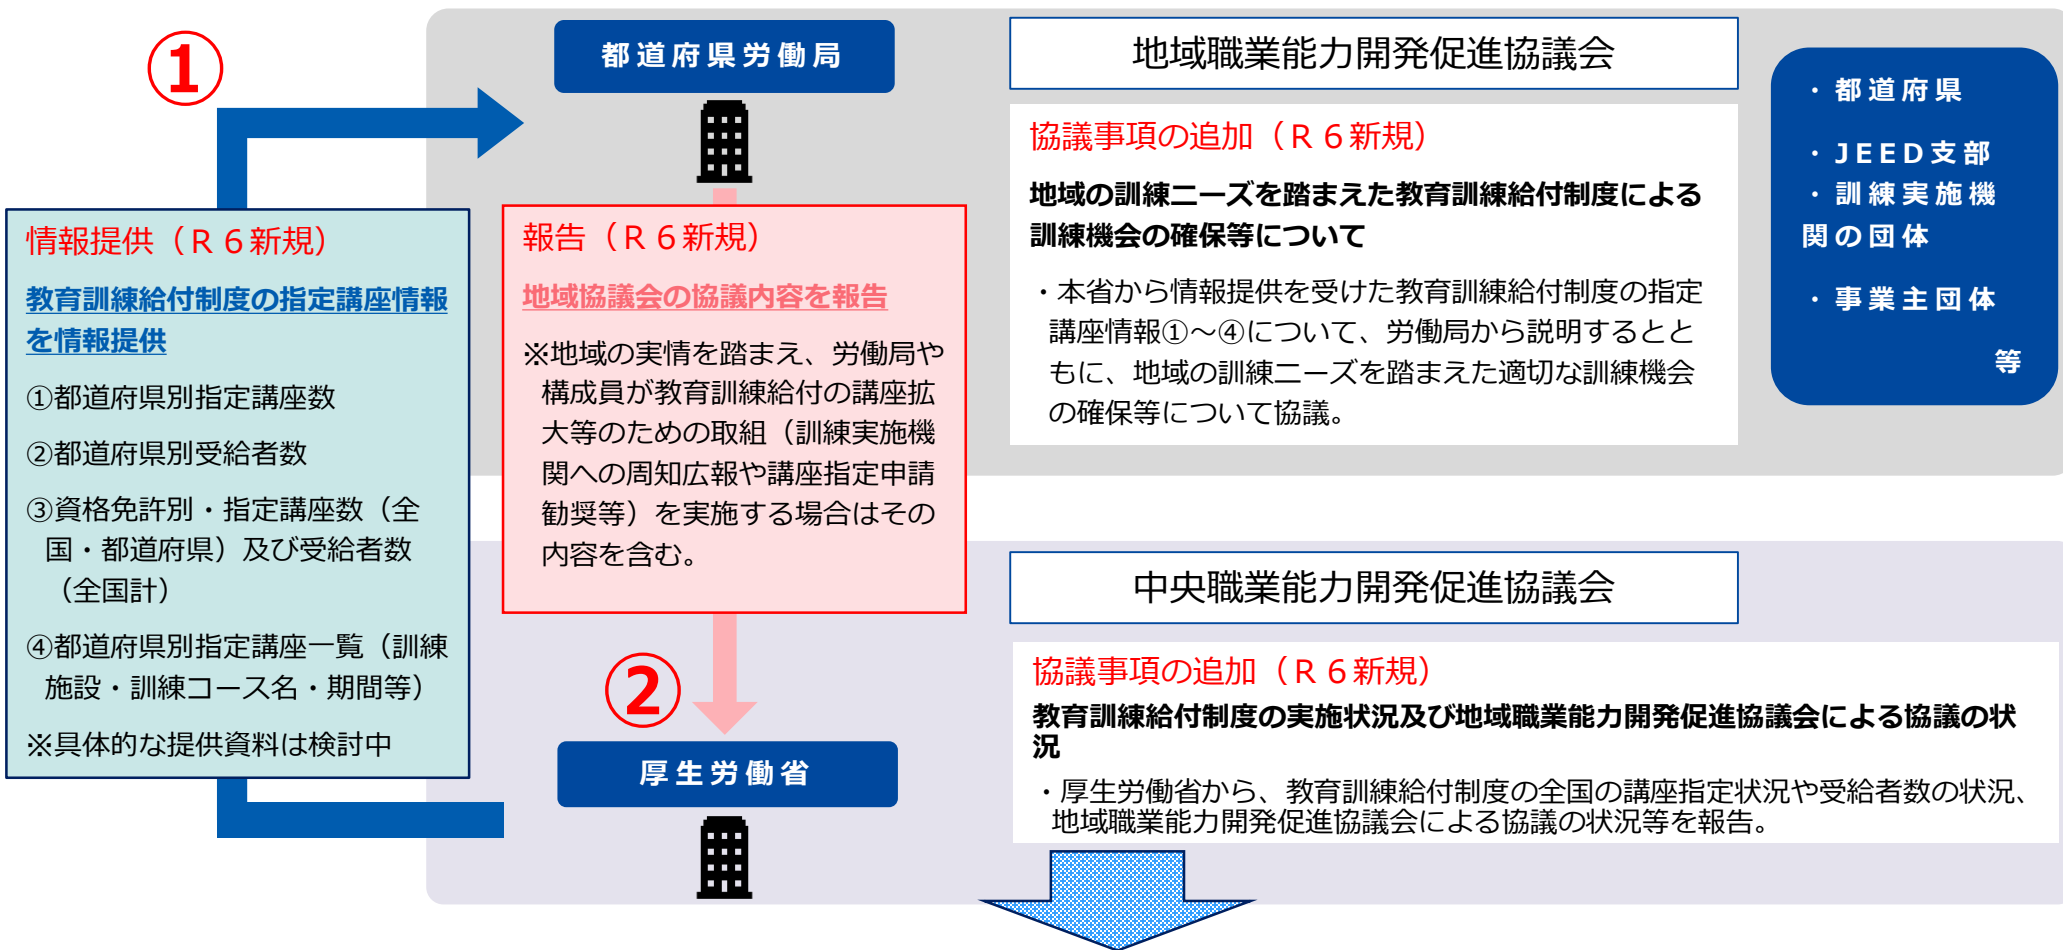 ①
都道府県労働局
地域職業能力開発促進協議会
協議事項の追加（Ｒ６新規）
地域の訓練ニーズを踏まえた教育訓練給付制度による
訓練機会の確保等について
・本省から情報提供を受けた教育訓練給付制度の指定
講座情報①～④について、労働局から説明するとと
もに、地域の訓練ニーズを踏まえた適切な訓練機会
の確保等について協議。
・都道府県
・JEED支部
・訓練実施機
関の団体
・事業主団体
等
情報提供（Ｒ６新規）
教育訓練給付制度の指定講座情報
を情報提供
①都道府県別指定講座数
②都道府県別受給者数
③資格免許別・指定講座数（全
国・都道府県）及び受給者数
（全国計）
④都道府県別指定講座一覧（訓練
施設・訓練コース名・期間等）
※具体的な提供資料は検討中
報告（Ｒ６新規）
地域協議会の協議内容を報告
※地域の実情を踏まえ、労働局や
構成員が教育訓練給付の講座拡
大等のための取組（訓練実施機
関への周知広報や講座指定申請
勧奨等）を実施する場合はその
内容を含む。
②
厚生労働省
中央職業能力開発促進協議会
協議事項の追加（Ｒ６新規）
教育訓練給付制度の実施状況及び地域職業能力開発促進協議会による協議の状
況
・厚生労働省から、教育訓練給付制度の全国の講座指定状況や受給者数の状況、
地域職業能力開発促進協議会による協議の状況等を報告。